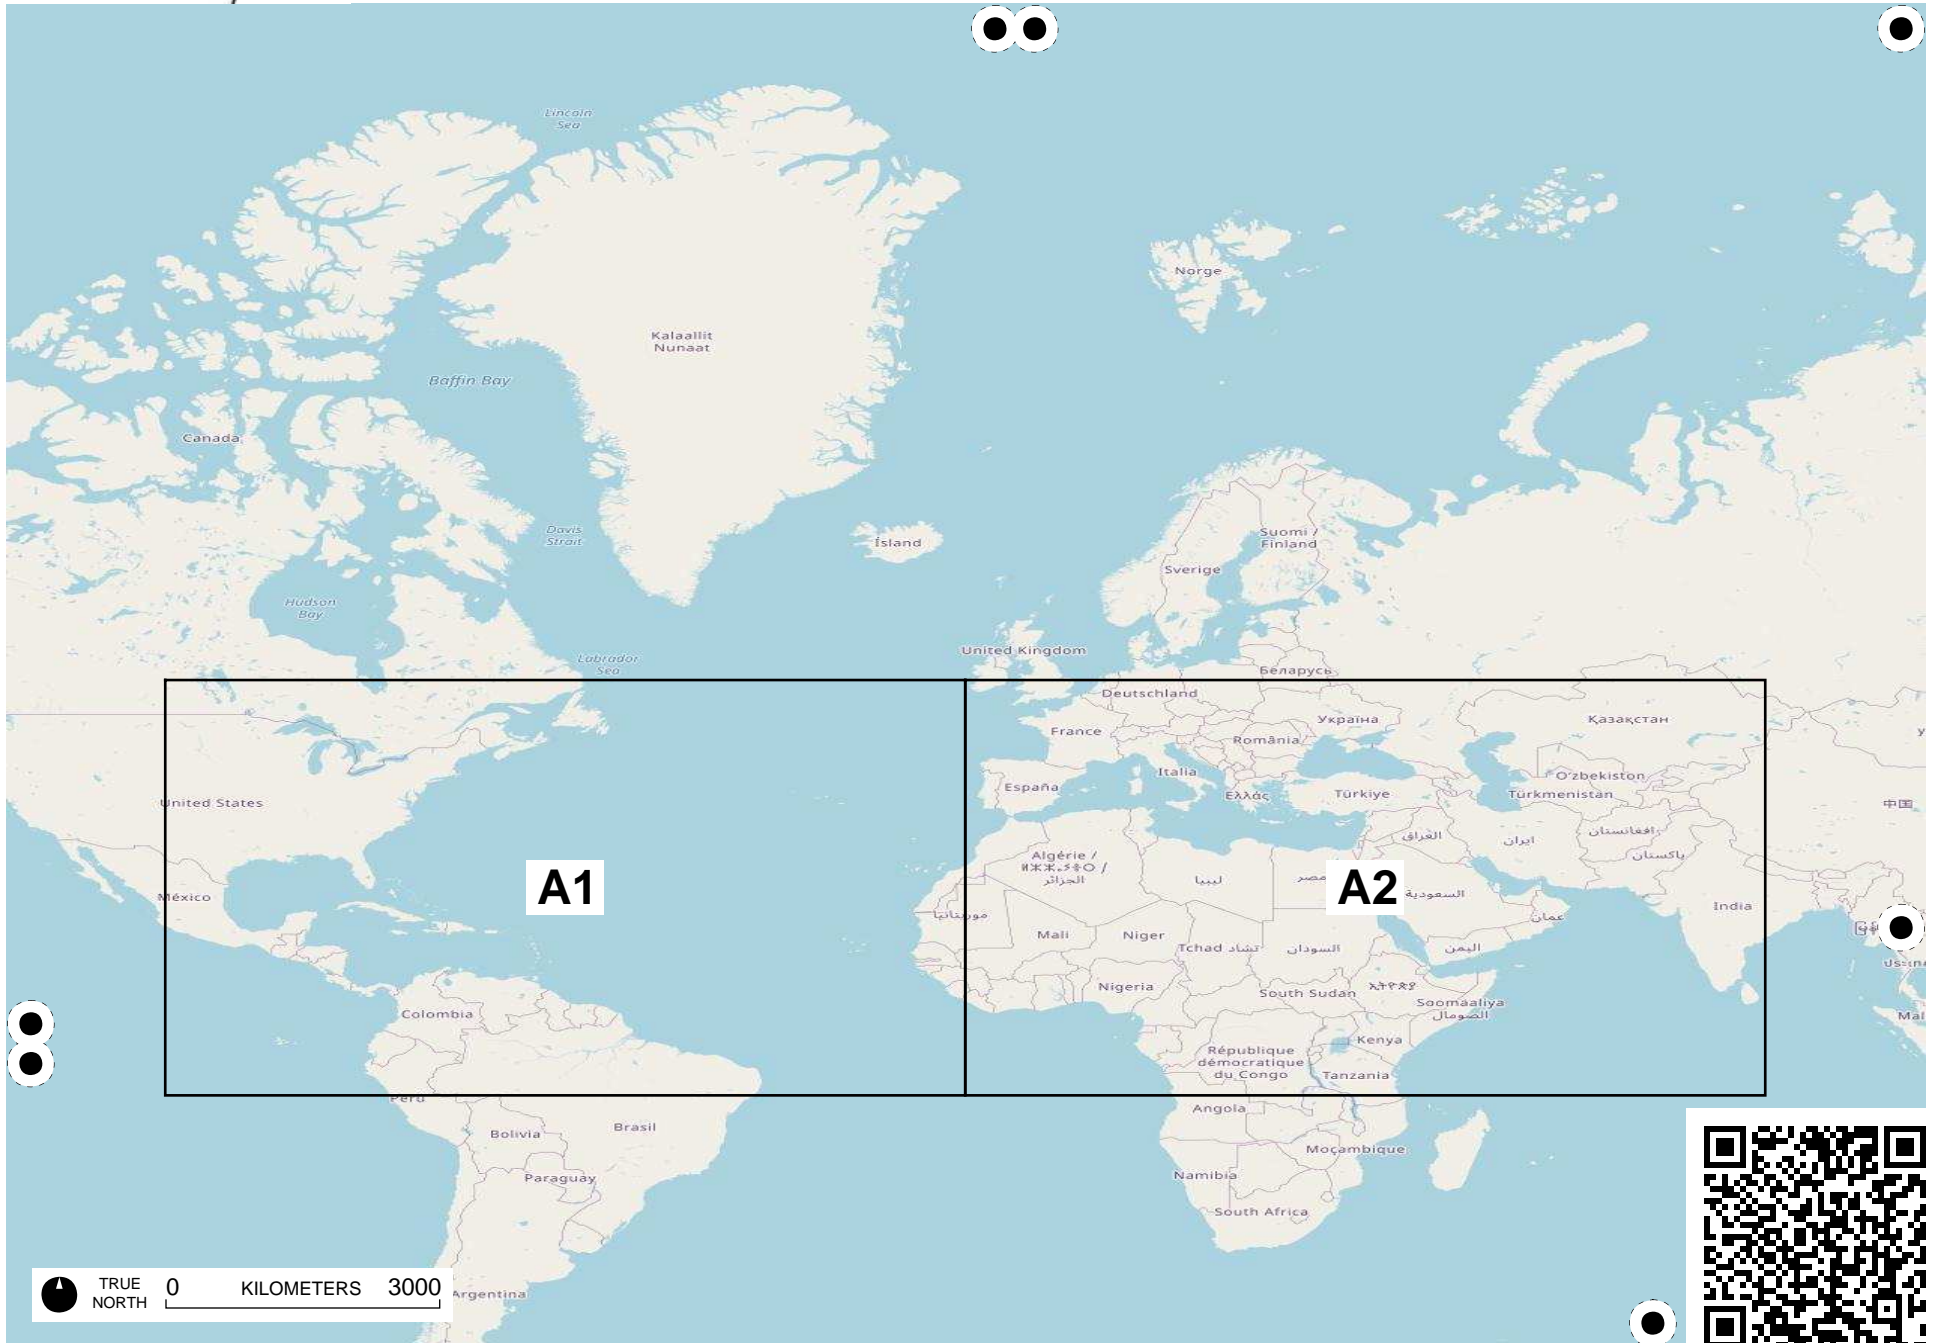 Lincoln
Sea
Norge
Kalaallit
Nunaat
Baffin Bay
Canada
Davis
Strait
Ísland
Suomi /
Finland
Sverige
Hudson
Bay
United Kingdom
Labrador
Sea
Беларусь
Deutschland
Україна
Қазақстан
France
România
Italia
O'zbekiston
España
Ελλάς
Türkiye
Türkmenistan
United States
中国
العراق
ایران
افغانستان
پاکستان
Algérie /
ⵍⵣⵣⴰⵢⴻⵔ /
الجزائر
ليبيا
مصر
السعودية
A1
A2
México
India
موريتانيا
عمان
Mali
Niger
Tchad تشاد
السودان
اليمن
Nigeria
South Sudan
ኢትዮጵያ
Soomaaliya
الصومال
Colombia
Kenya
République
démocratique
du Congo
Tanzania
Perú
Angola
Bolivia
Brasil
Moçambique
Paraguay
Namibia
South Africa
Argentina
TRUE
NORTH
0 KILOMETERS 3000